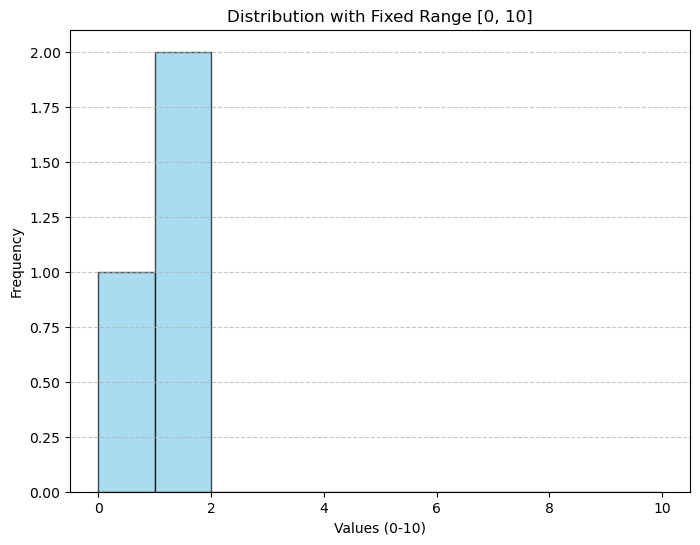 Distribution with Fixed Range [0, 10]
2.00
1.75
1.50
1.25
1.00
0.75
0.50
0.25
0.00
Frequency
0 2 4 6 8 10
Values (0-10)